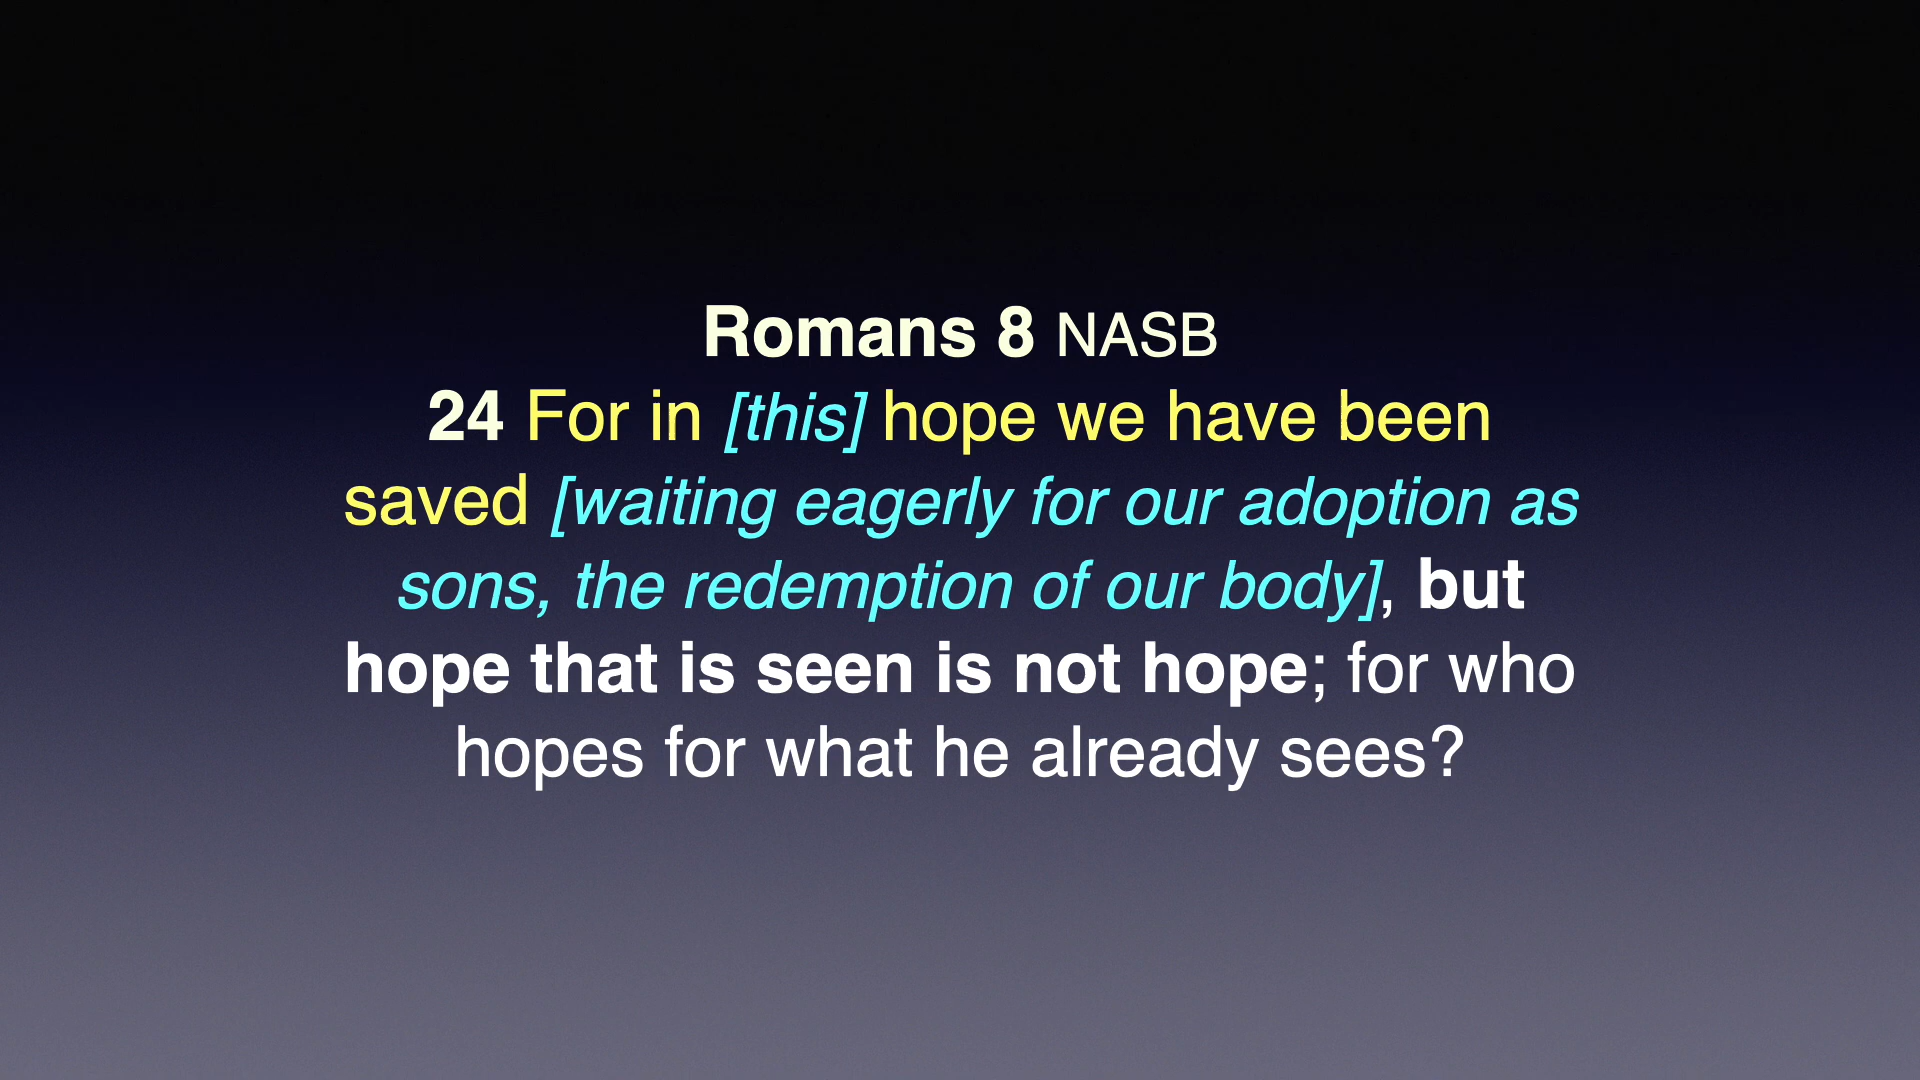 Romans 8 NASB
24 For in [this] hope we have been
saved [waiting eagerly for our adoption as
sons, the redemption of our body], but
hope that is seen is not hope; for who
hopes for what he already sees?